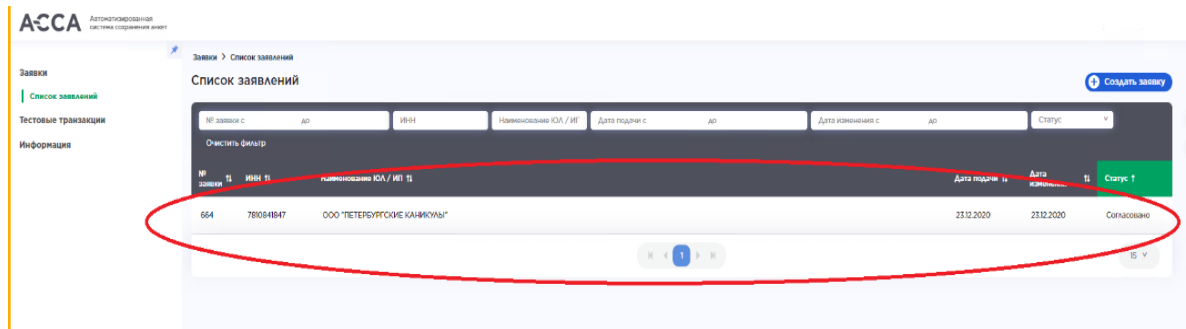 АССА
Автоматизированная
система сохранения анкет
Заявки > Список заявлений
Заявки
Список заявлений
Тестовые транзакции
Информация
Список заявлений
Создать заявку
№ заявки с до ИНН Наименование ЮЛ / ИП Дата подачи с до Дата изменения с до Статус
Очистить фильтр
№ заявки ИНН Наименование ЮЛ / ИП Дата подачи Дата Статус
664 7810841847 ООО "ПЕТЕРБУРГСКИЕ КАНИКУЛЫ" 23.12.2020 23.12.2020 Согласовано
1
15